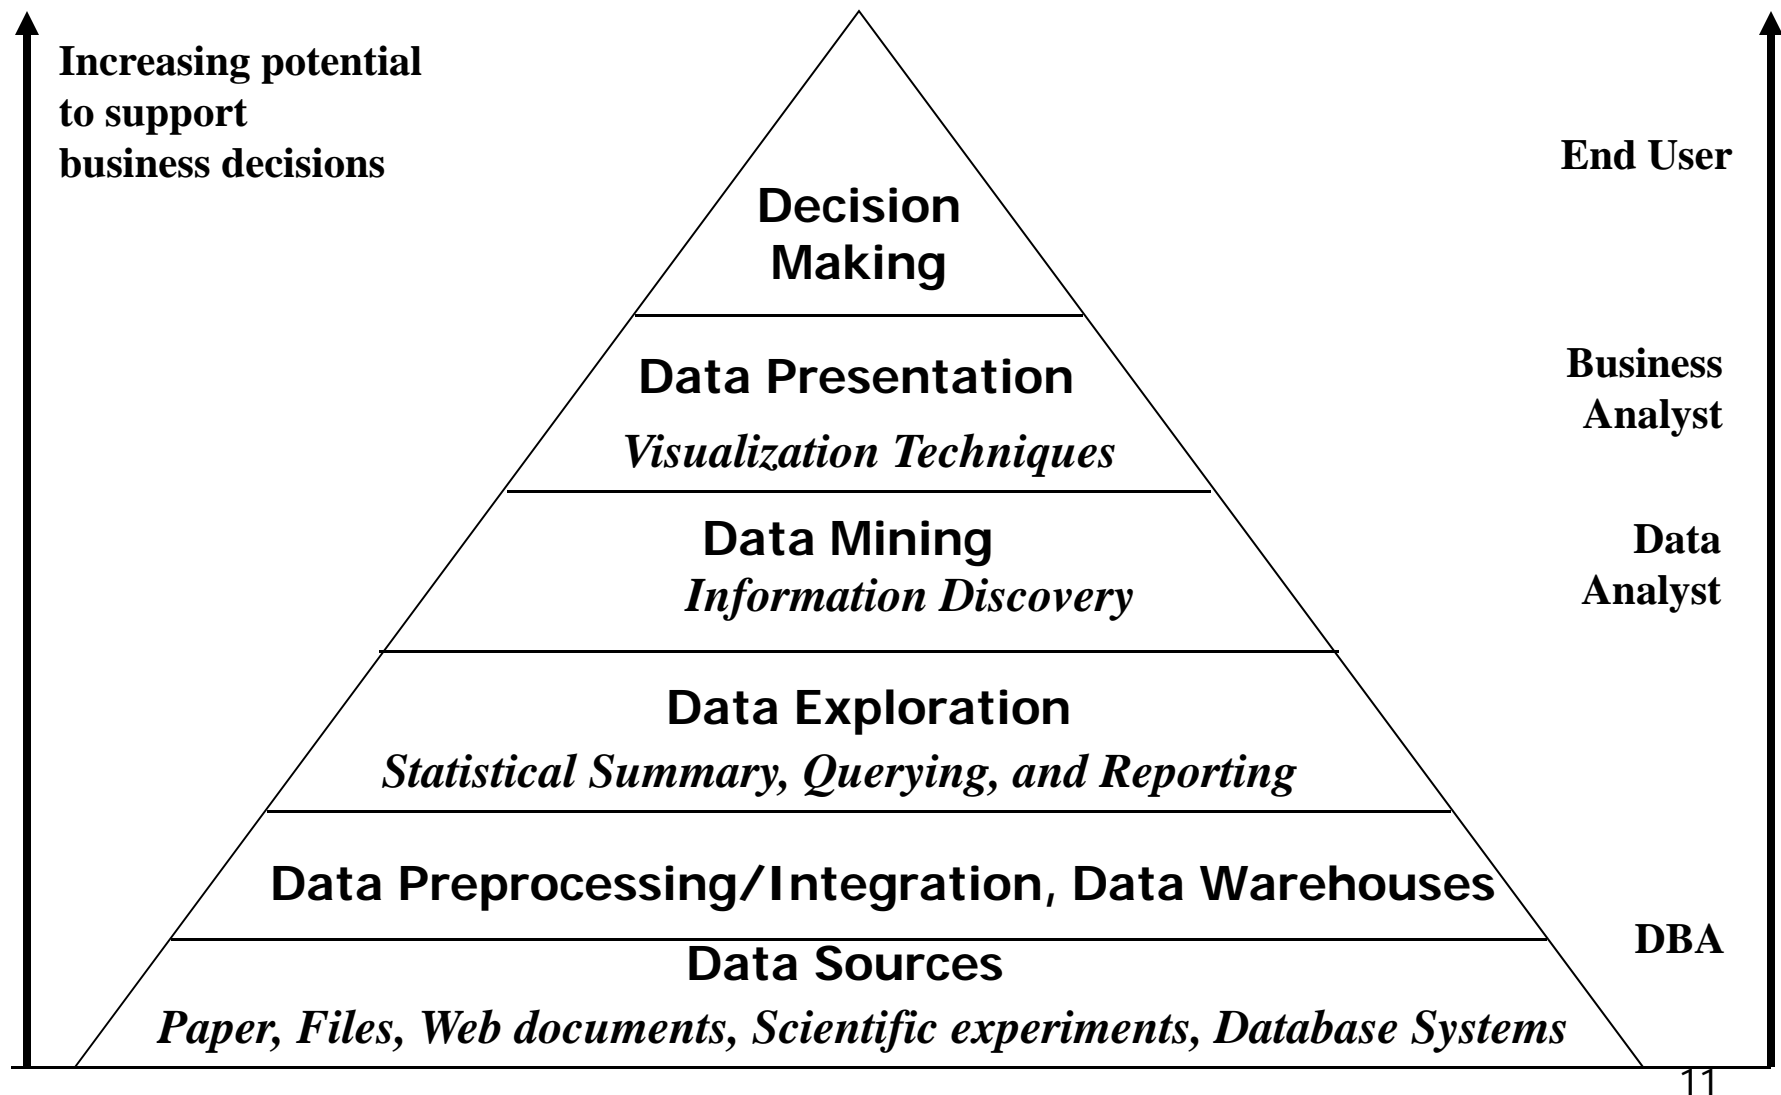 Increasing potential
to support
business decisions
End User
Decision
Making
Data Presentation
Visualization Techniques
Business
Analyst
Data Mining
Information Discovery
Data
Analyst
Data Exploration
Statistical Summary, Querying, and Reporting
Data Preprocessing/Integration, Data Warehouses
DBA
Data Sources
Paper, Files, Web documents, Scientific experiments, Database Systems
11